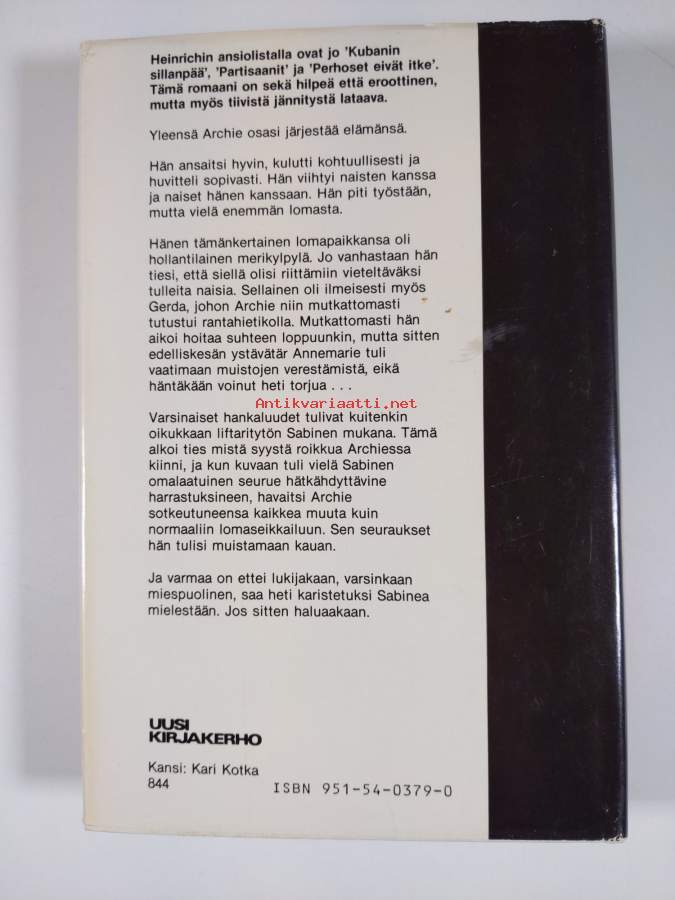 Heinrichin ansiolistalla ovat jo 'Kubanin
sillanpää', 'Partisaanit' ja 'Perhoset eivät itke'.
Tämä romaani on sekä hilpeä että eroottinen,
mutta myös tiivistä jännitystä lataava.
Yleensä Archie osasi järjestää elämänsä.
Hän ansaitsi hyvin, kulutti kohtuullisesti ja
huvitteli sopivasti. Hän viihtyi naisten kanssa
ja naiset hänen kanssaan. Hän piti työstään,
mutta vielä enemmän lomasta.
Hänen tämänkertainen lomapaikkansa oli
hollantilainen merikylpylä. Jo vanhastaan hän
tiesi, että siellä olisi riittämiin vieteltäväksi
tulleita naisia. Sellainen oli ilmeisesti myös
Gerda, johon Archie niin mutkattomasti
tutustui rantahietikolla. Mutkattomasti hän
aikoi hoitaa suhteen loppuunkin, mutta sitten
edelliskesän ystävätär Annemarie tuli
vaatimaan muistojen verestämistä, eikä
häntäkään voinut heti torjua . . .
Antikvariaatti.net
Varsinaiset hankaluudet tulivat kuitenkin
oikukkaan liftaritytön Sabinen mukana. Tämä
alkoi ties mistä syystä roikkua Archiessa
kiinni, ja kun kuvaan tuli vielä Sabinen
omalaatuinen seurue hätkähdyttävine
harrastuksineen, havaitsi Archie
sotkeutuneensa kaikkea muuta kuin
normaaliin lomaseikkailuun. Sen seuraukset
hän tulisi muistamaan kauan.
Ja varmaa on ettei lukijakaan, varsinkaan
miespuolinen, saa heti karistetuksi Sabinea
mielestään. Jos sitten haluaakaan.
UUSI
KIRJAKERHO
Kansi: Kari Kotka
844
ISBN 951-54-0379-0